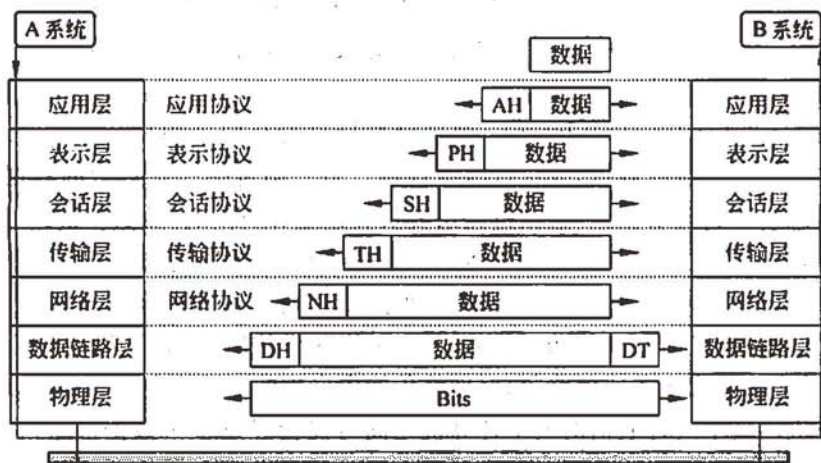 A 系统 B 系统
数据
应用层 应用协议 AH 数据 应用层
表示层 表示协议 PH 数据 表示层
会话层 会话协议 SH 数据 会话层
传输层 传输协议 TH 数据 传输层
网络层 网络协议 NH 数据 网络层
数据链路层 DH 数据 DT 数据链路层
物理层 Bits 物理层